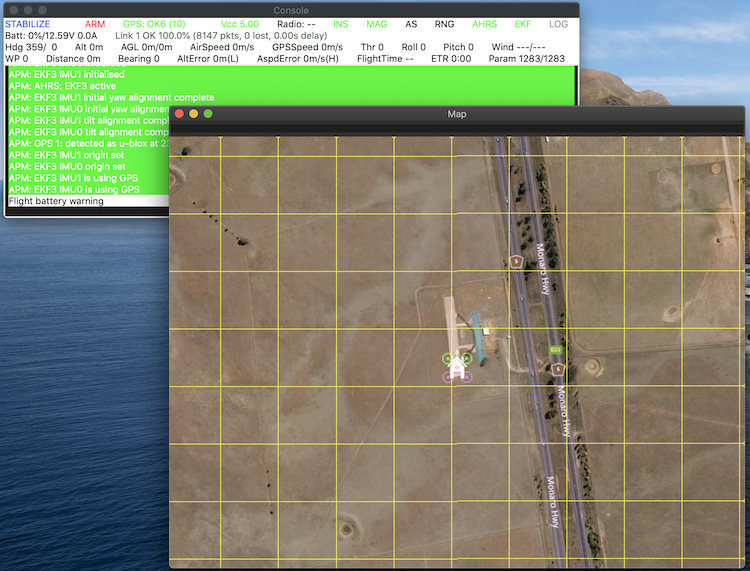 Console
STABILIZE ARM GPS: OK6 (10) Vcc 5.00 Radio: -- INS MAG AS RNG AHRS EKF LOG
Batt: 0%/12.59V 0.0A Link 1 OK 100.0% (8147 pkts, 0 lost, 0.00s delay)
Hdg 359/ 0 Alt 0m AGL 0m/0m AirSpeed 0m/s GPSSpeed 0m/s Thr 0 Roll 0 Pitch 0 Wind ---/---
WP 0 Distance 0m Bearing 0 AltError 0m(L) AspdError 0m/s(H) FlightTime -- ETR 0:00 Param 1283/1283
APM: EKF3 IMU1 initialised
APM: AHRS: EKF3 active
APM: EKF3 IMU1 initial yaw alignment complete
APM: EKF3 IMU0 initial yaw alignmen
APM: EKF3 IMU1 tilt alignment comp
APM: EKF3 IMU0 tilt alignment comp
APM: GPS 1: detected as u-blox at 23
APM: EKF3 IMU1 origin set
APM: EKF3 IMU0 origin set
APM: EKF3 IMU1 is using GPS
APM: EKF3 IMU0 is using GPS
Flight battery warning
Map
Monaro Hwy
B23
Monaro Hwy
Monaro Hwy